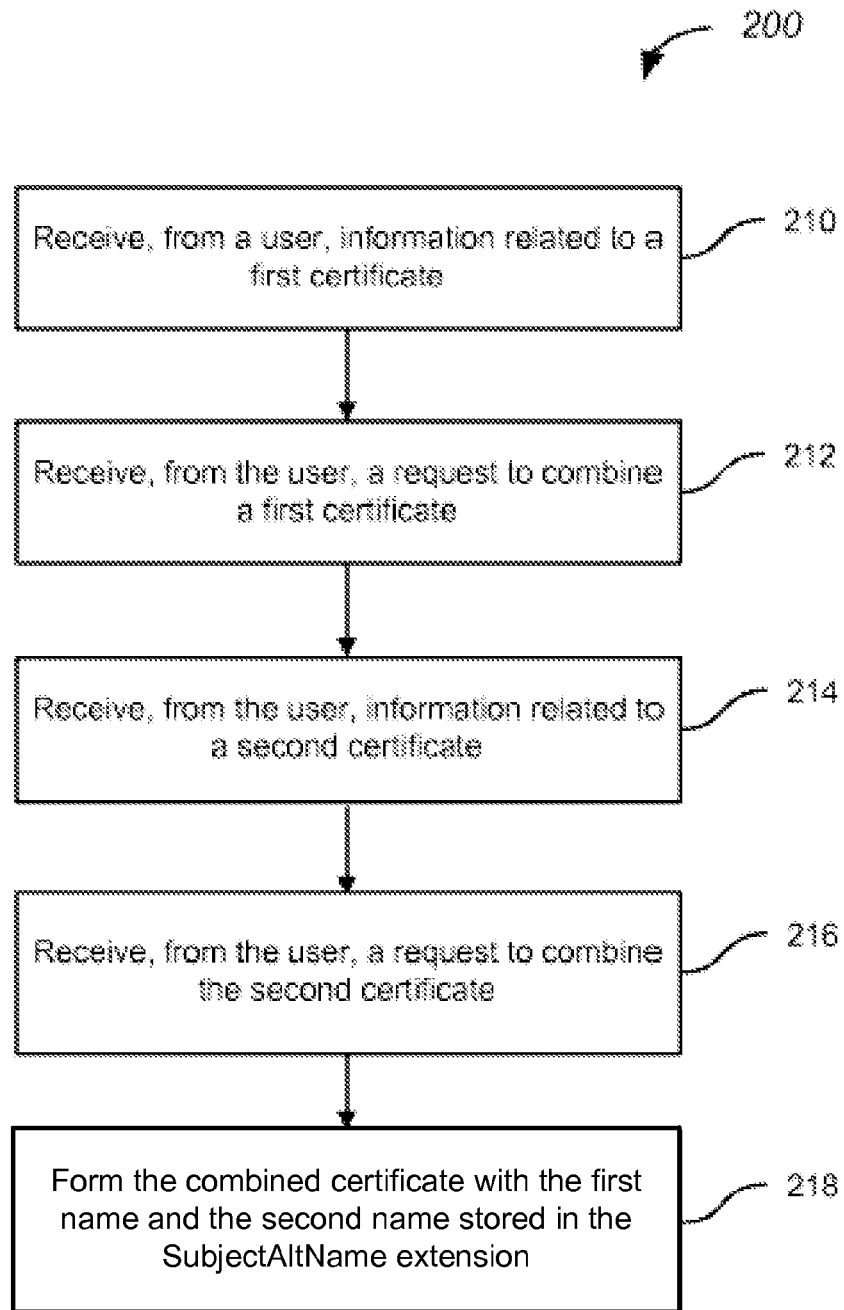 200
Receive, from a user, information related to a
first certificate
210
Receive, from the user, a request to combine
a first certificate
212
Receive, from the user, information related to
a second certificate
214
Receive, from the user, a request to combine
the second certificate
216
Form the combined certificate with the first
name and the second name stored in the
SubjectAltName extension
218